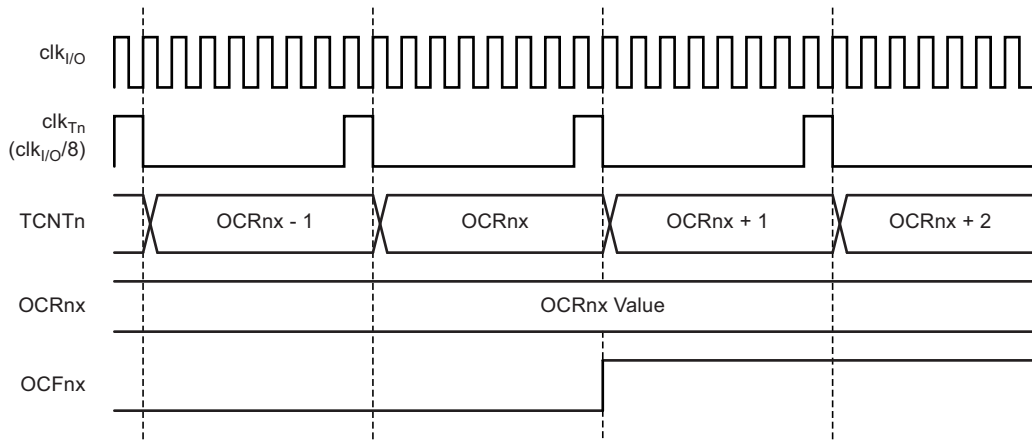 clkI/O
clkTn
(clkI/O/8)
TCNTn OCRnx - 1 OCRnx OCRnx + 1 OCRnx + 2
OCRnx OCRnx Value
OCFnx